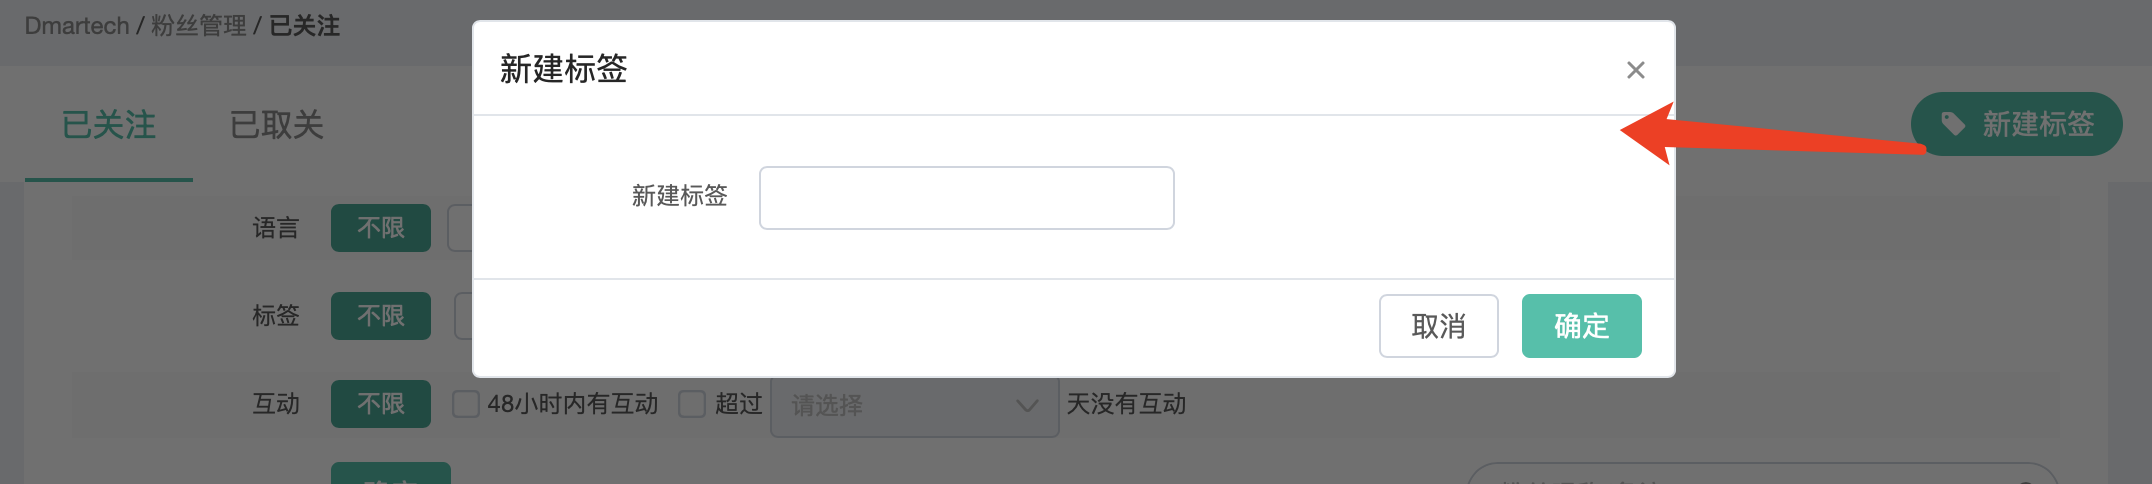 Dmartech / 粉丝管理 / 已关注
新建标签
已关注 已取关
新建标签
新建标签
语言 不限
取消 确定
标签 不限
互动 不限 48小时内有互动 超过 请选择 天没有互动